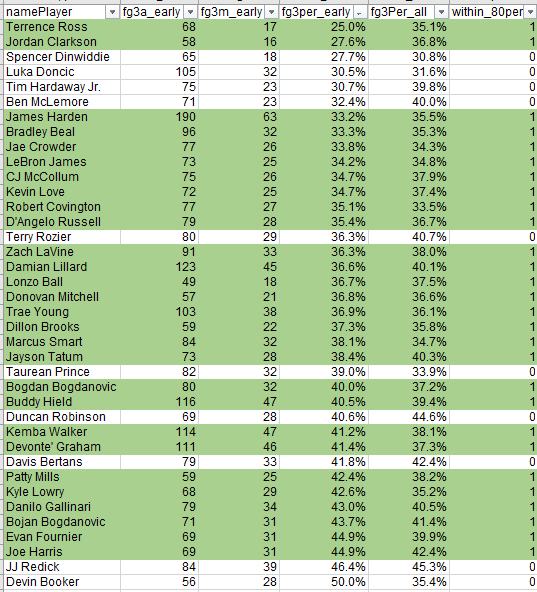 namePlayer fg3a_early fg3m_early fg3per_early fg3Per_all within_80per
Terrence Ross 68 17 25.0% 35.1% 1
Jordan Clarkson 58 16 27.6% 36.8% 1
Spencer Dinwiddie 65 18 27.7% 30.8% 0
Luka Doncic 105 32 30.5% 31.6% 0
Tim Hardaway Jr. 75 23 30.7% 39.8% 0
Ben McLemore 71 23 32.4% 40.0% 0
James Harden 190 63 33.2% 35.5% 1
Bradley Beal 96 32 33.3% 35.3% 1
Jae Crowder 77 26 33.8% 34.3% 1
LeBron James 73 25 34.2% 34.8% 1
CJ McCollum 75 26 34.7% 37.9% 1
Kevin Love 72 25 34.7% 37.4% 1
Robert Covington 77 27 35.1% 33.5% 1
D'Angelo Russell 79 28 35.4% 36.7% 1
Terry Rozier 80 29 36.3% 40.7% 0
Zach LaVine 91 33 36.3% 38.0% 1
Damian Lillard 123 45 36.6% 40.1% 1
Lonzo Ball 49 18 36.7% 37.5% 1
Donovan Mitchell 57 21 36.8% 36.6% 1
Trae Young 103 38 36.9% 36.1% 1
Dillon Brooks 59 22 37.3% 35.8% 1
Marcus Smart 84 32 38.1% 34.7% 1
Jayson Tatum 73 28 38.4% 40.3% 1
Taurean Prince 82 32 39.0% 33.9% 0
Bogdan Bogdanovic 80 32 40.0% 37.2% 1
Buddy Hield 116 47 40.5% 39.4% 1
Duncan Robinson 69 28 40.6% 44.6% 0
Kemba Walker 114 47 41.2% 38.1% 1
Devonte' Graham 111 46 41.4% 37.3% 1
Davis Bertans 79 33 41.8% 42.4% 0
Patty Mills 59 25 42.4% 38.2% 1
Kyle Lowry 68 29 42.6% 35.2% 1
Danilo Gallinari 79 34 43.0% 40.5% 1
Bojan Bogdanovic 71 31 43.7% 41.4% 1
Evan Fournier 69 31 44.9% 39.9% 1
Joe Harris 69 31 44.9% 42.4% 1
JJ Redick 84 39 46.4% 45.3% 0
Devin Booker 56 28 50.0% 35.4% 0